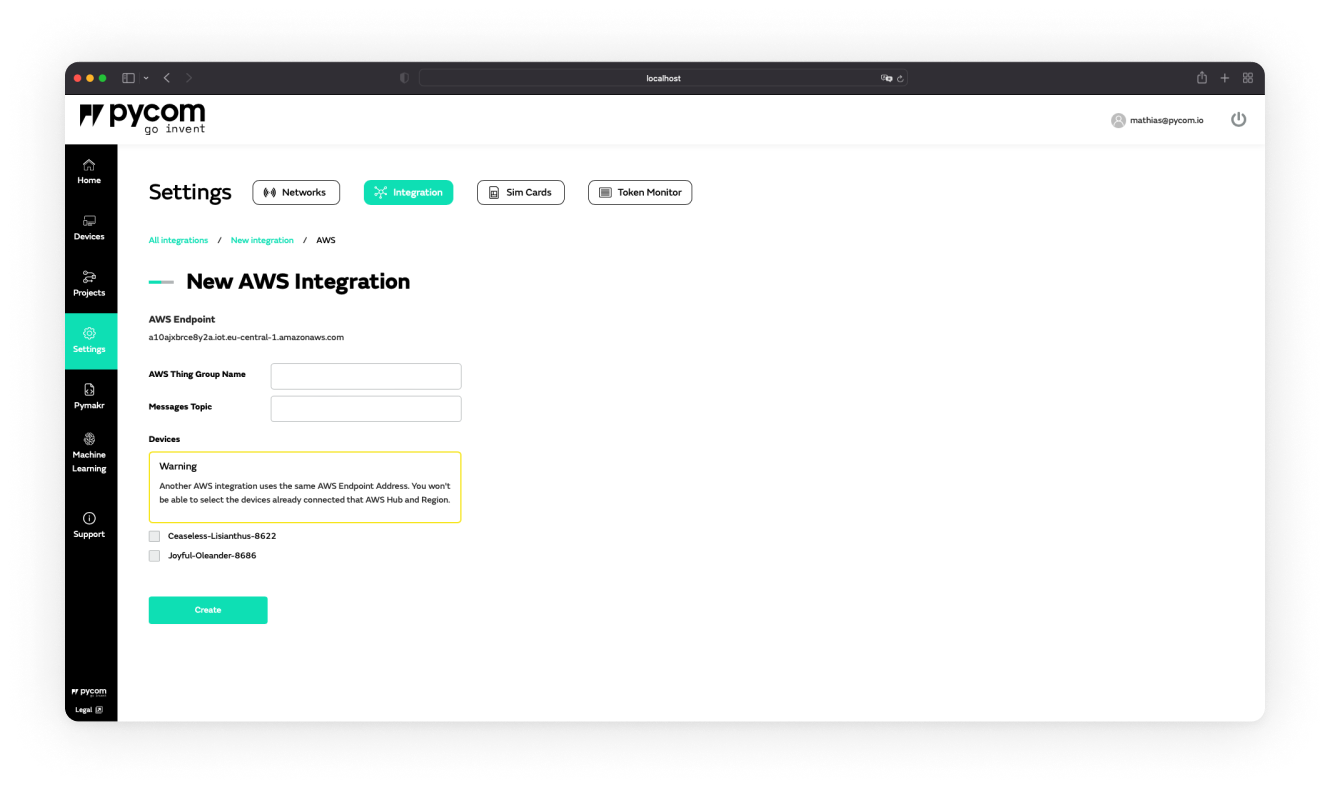 localhost
pycom
go invent
mathias@pycom.io
Home
Devices
Projects
Settings
Pymakr
Machine
Learning
Support
pycom
go invent
Legal
Settings
Networks
Integration
Sim Cards
Token Monitor
All integrations / New integration / AWS
New AWS Integration
AWS Endpoint
a10ajxbrce8y2a.iot.eu-central-1.amazonaws.com
AWS Thing Group Name
Messages Topic
Devices
Warning
Another AWS integration uses the same AWS Endpoint Address. You won't
be able to select the devices already connected that AWS Hub and Region.
Ceaseless-Lisianthus-8622
Joyful-Oleander-8686
Create